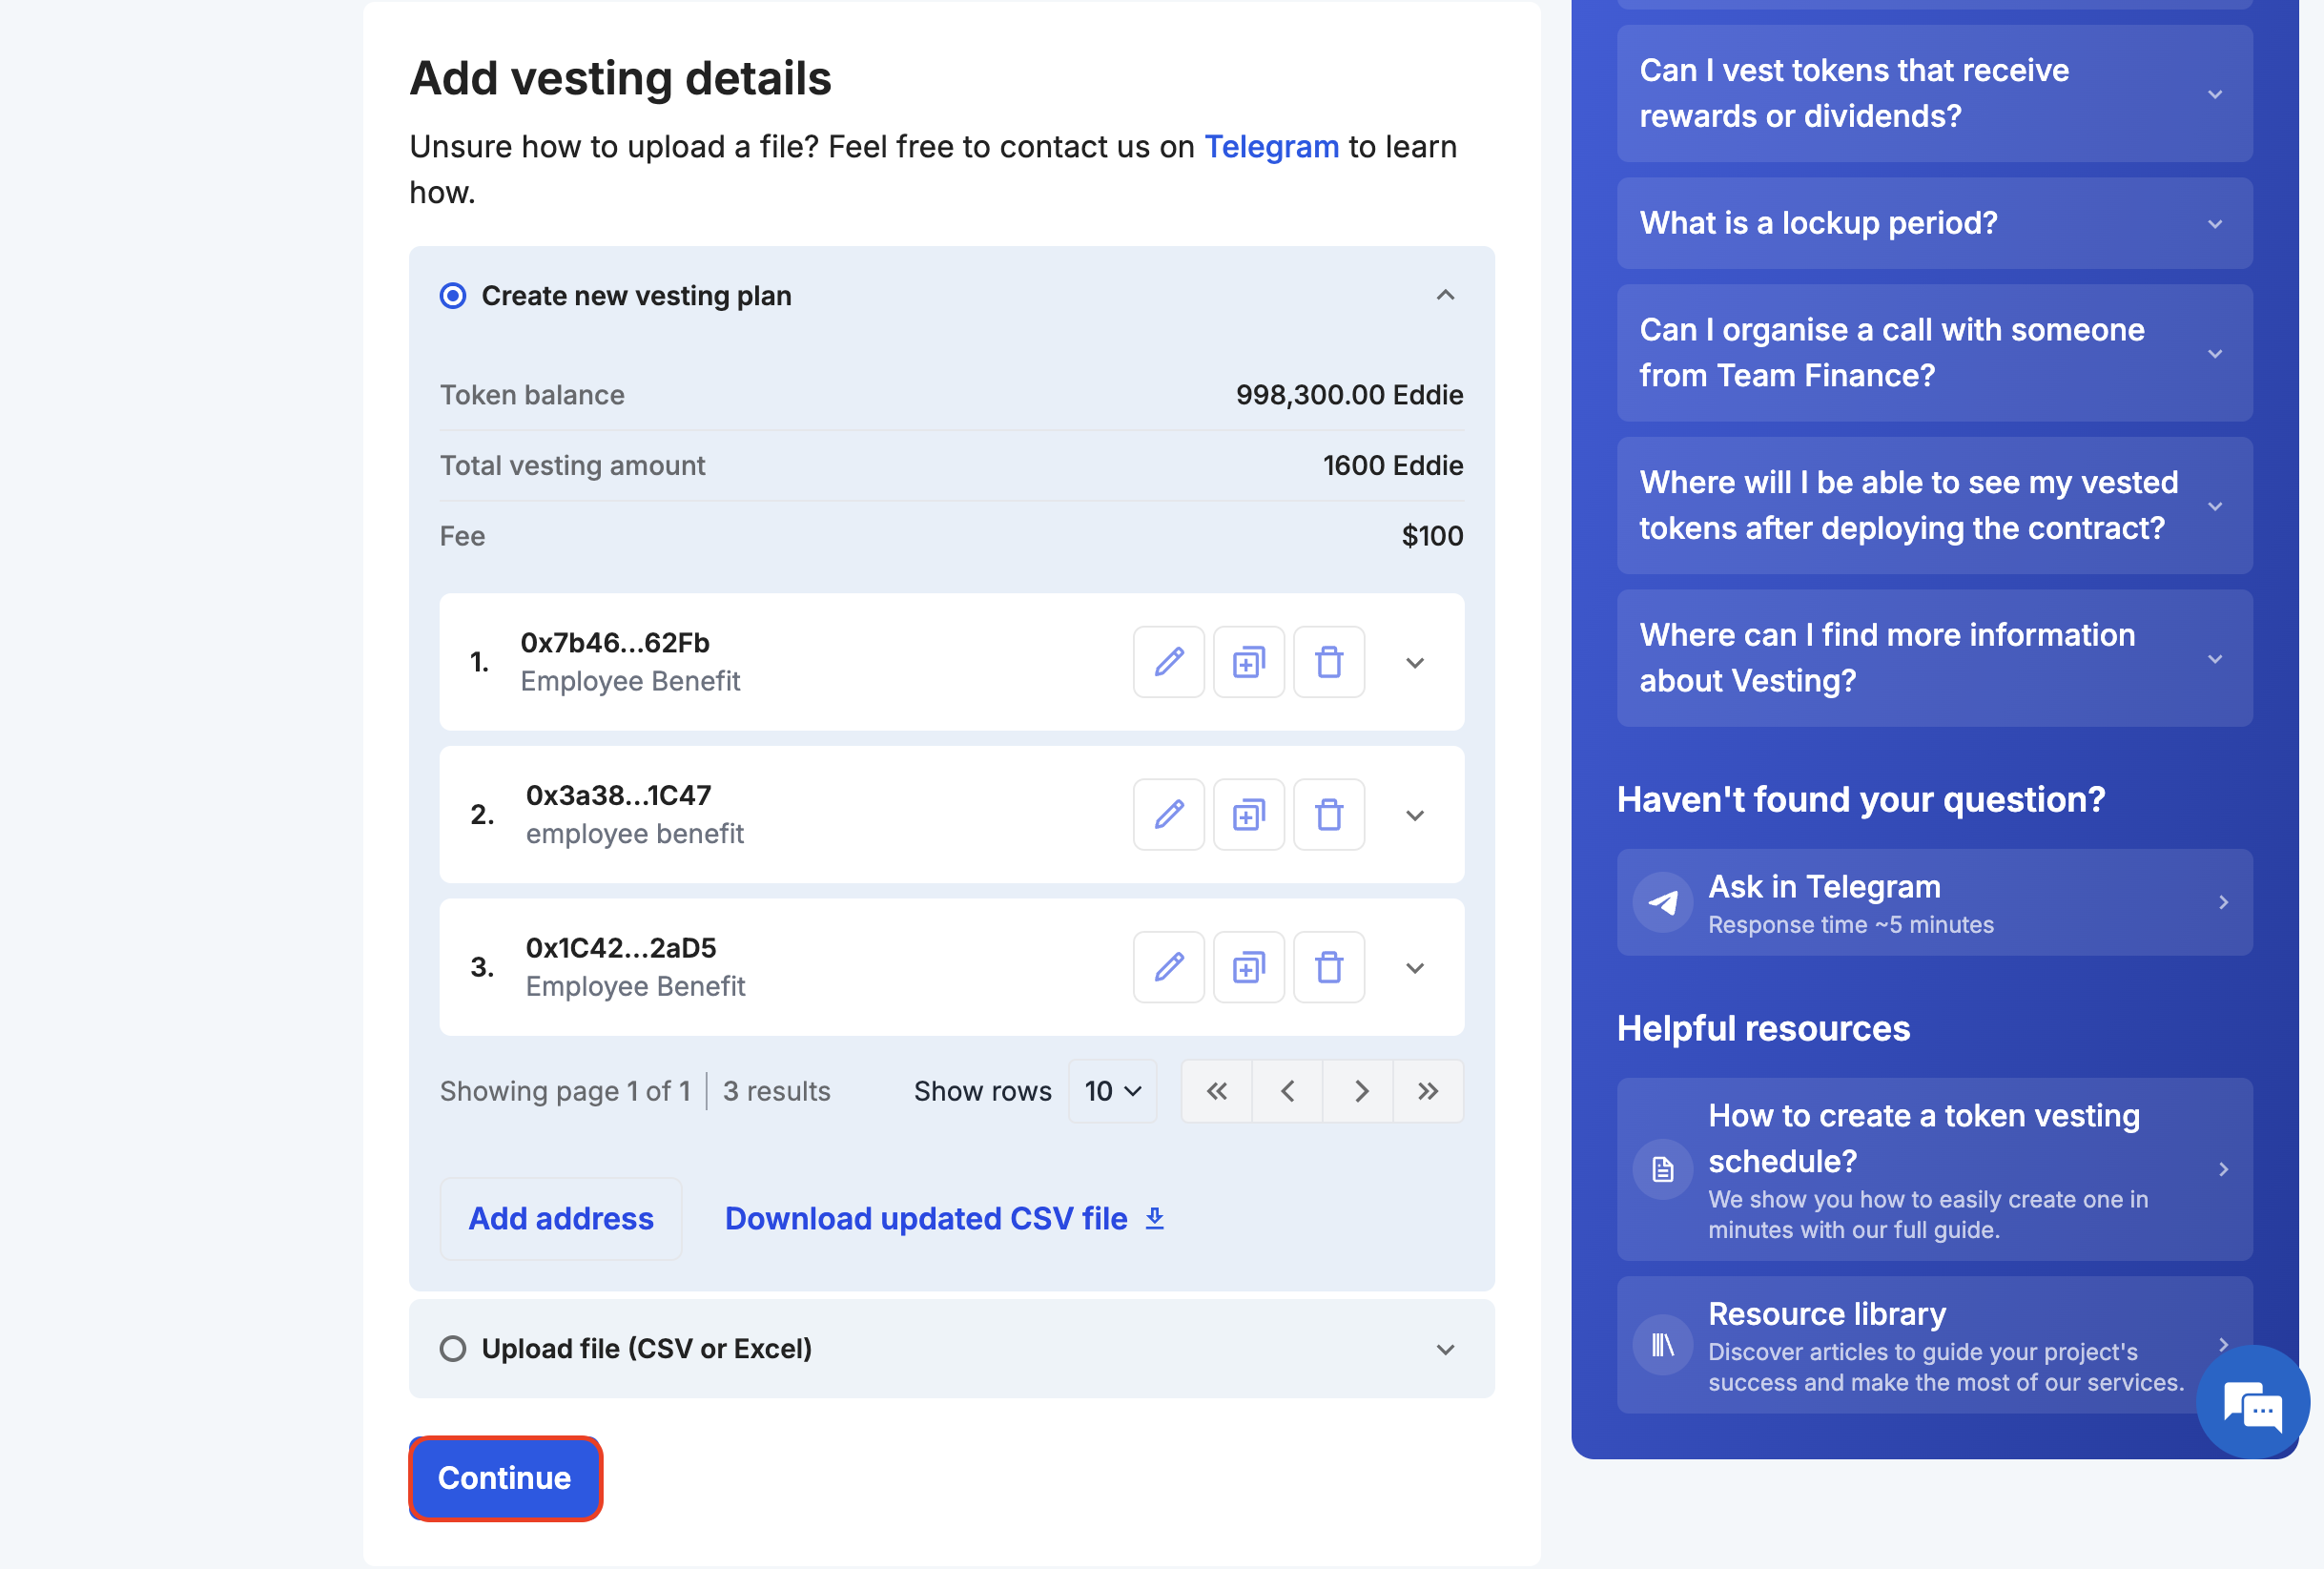 Add vesting details
Unsure how to upload a file? Feel free to contact us on Telegram to learn
how.
Create new vesting plan
Token balance 998,300.00 Eddie
Total vesting amount 1600 Eddie
Fee $100
1. 0x7b46...62Fb
Employee Benefit
2. 0x3a38...1C47
employee benefit
3. 0x1C42...2aD5
Employee Benefit
Showing page 1 of 1 | 3 results Show rows 10
Add address Download updated CSV file
Upload file (CSV or Excel)
Continue
Can I vest tokens that receive
rewards or dividends?
What is a lockup period?
Can I organise a call with someone
from Team Finance?
Where will I be able to see my vested
tokens after deploying the contract?
Where can I find more information
about Vesting?
Haven't found your question?
Ask in Telegram
Response time ~5 minutes
Helpful resources
How to create a token vesting
schedule?
We show you how to easily create one in
minutes with our full guide.
Resource library
Discover articles to guide your project's
success and make the most of our services.